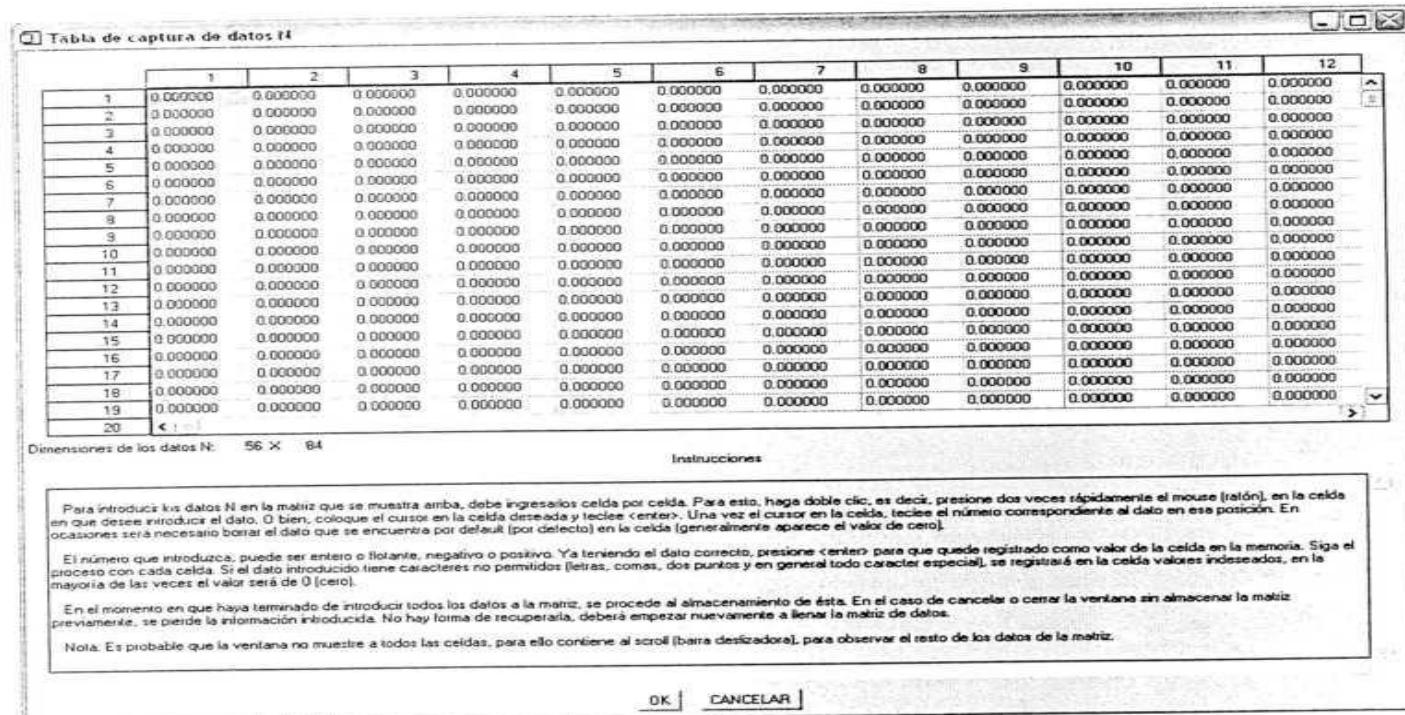 Tabla de captura de datos N
1 2 3 4 5 6 7 8 9 10 11 12
1 0.000000 0.000000 0.000000 0.000000 0.000000 0.000000 0.000000 0.000000 0.000000 0.000000 0.000000 0.000000
2 0.000000 0.000000 0.000000 0.000000 0.000000 0.000000 0.000000 0.000000 0.000000 0.000000 0.000000 0.000000
3 0.000000 0.000000 0.000000 0.000000 0.000000 0.000000 0.000000 0.000000 0.000000 0.000000 0.000000 0.000000
4 0.000000 0.000000 0.000000 0.000000 0.000000 0.000000 0.000000 0.000000 0.000000 0.000000 0.000000 0.000000
5 0.000000 0.000000 0.000000 0.000000 0.000000 0.000000 0.000000 0.000000 0.000000 0.000000 0.000000 0.000000
6 0.000000 0.000000 0.000000 0.000000 0.000000 0.000000 0.000000 0.000000 0.000000 0.000000 0.000000 0.000000
7 0.000000 0.000000 0.000000 0.000000 0.000000 0.000000 0.000000 0.000000 0.000000 0.000000 0.000000 0.000000
8 0.000000 0.000000 0.000000 0.000000 0.000000 0.000000 0.000000 0.000000 0.000000 0.000000 0.000000 0.000000
9 0.000000 0.000000 0.000000 0.000000 0.000000 0.000000 0.000000 0.000000 0.000000 0.000000 0.000000 0.000000
10 0.000000 0.000000 0.000000 0.000000 0.000000 0.000000 0.000000 0.000000 0.000000 0.000000 0.000000 0.000000
11 0.000000 0.000000 0.000000 0.000000 0.000000 0.000000 0.000000 0.000000 0.000000 0.000000 0.000000 0.000000
12 0.000000 0.000000 0.000000 0.000000 0.000000 0.000000 0.000000 0.000000 0.000000 0.000000 0.000000 0.000000
13 0.000000 0.000000 0.000000 0.000000 0.000000 0.000000 0.000000 0.000000 0.000000 0.000000 0.000000 0.000000
14 0.000000 0.000000 0.000000 0.000000 0.000000 0.000000 0.000000 0.000000 0.000000 0.000000 0.000000 0.000000
15 0.000000 0.000000 0.000000 0.000000 0.000000 0.000000 0.000000 0.000000 0.000000 0.000000 0.000000 0.000000
16 0.000000 0.000000 0.000000 0.000000 0.000000 0.000000 0.000000 0.000000 0.000000 0.000000 0.000000 0.000000
17 0.000000 0.000000 0.000000 0.000000 0.000000 0.000000 0.000000 0.000000 0.000000 0.000000 0.000000 0.000000
18 0.000000 0.000000 0.000000 0.000000 0.000000 0.000000 0.000000 0.000000 0.000000 0.000000 0.000000 0.000000
19 0.000000 0.000000 0.000000 0.000000 0.000000 0.000000 0.000000 0.000000 0.000000 0.000000 0.000000 0.000000
20
Dimensiones de los datos N: 56 X 84
Instrucciones
Para introducir los datos N en la matriz que se muestra arriba, debe ingresarlos celda por celda. Para esto, haga doble clic, es decir, presione dos veces rápidamente el mouse (ratón), en la celda
en que desee introducir el dato. O bien, coloque el cursor en la celda deseada y teclee <enter>. Una vez el cursor en la celda, teclee el número correspondiente al dato en esa posición. En
ocasiones será necesario borrar el dato que se encuentra por default (por defecto) en la celda (generalmente aparece el valor de cero).
El número que introduzca, puede ser entero o flotante, negativo o positivo. Ya teniendo el dato correcto, presione <enter> para que quede registrado como valor de la celda en la memoria. Siga el
proceso con cada celda. Si el dato introducido tiene caracteres no permitidos (letras, comas, dos puntos y en general todo caracter especial), se registrará en la celda valores indeseados, en la
mayoría de las veces el valor será de 0 (cero).
En el momento en que haya terminado de introducir todos los datos a la matriz, se procede al almacenamiento de ésta. En el caso de cancelar o cerrar la ventana sin almacenar la matriz
previamente, se pierde la información introducida. No hay forma de recuperarla, deberá empezar nuevamente a llenar la matriz de datos.
Nota: Es probable que la ventana no muestre a todos las celdas, para ello contiene al scroll (barra deslizadora), para observar el resto de los datos de la matriz.
OK CANCELAR